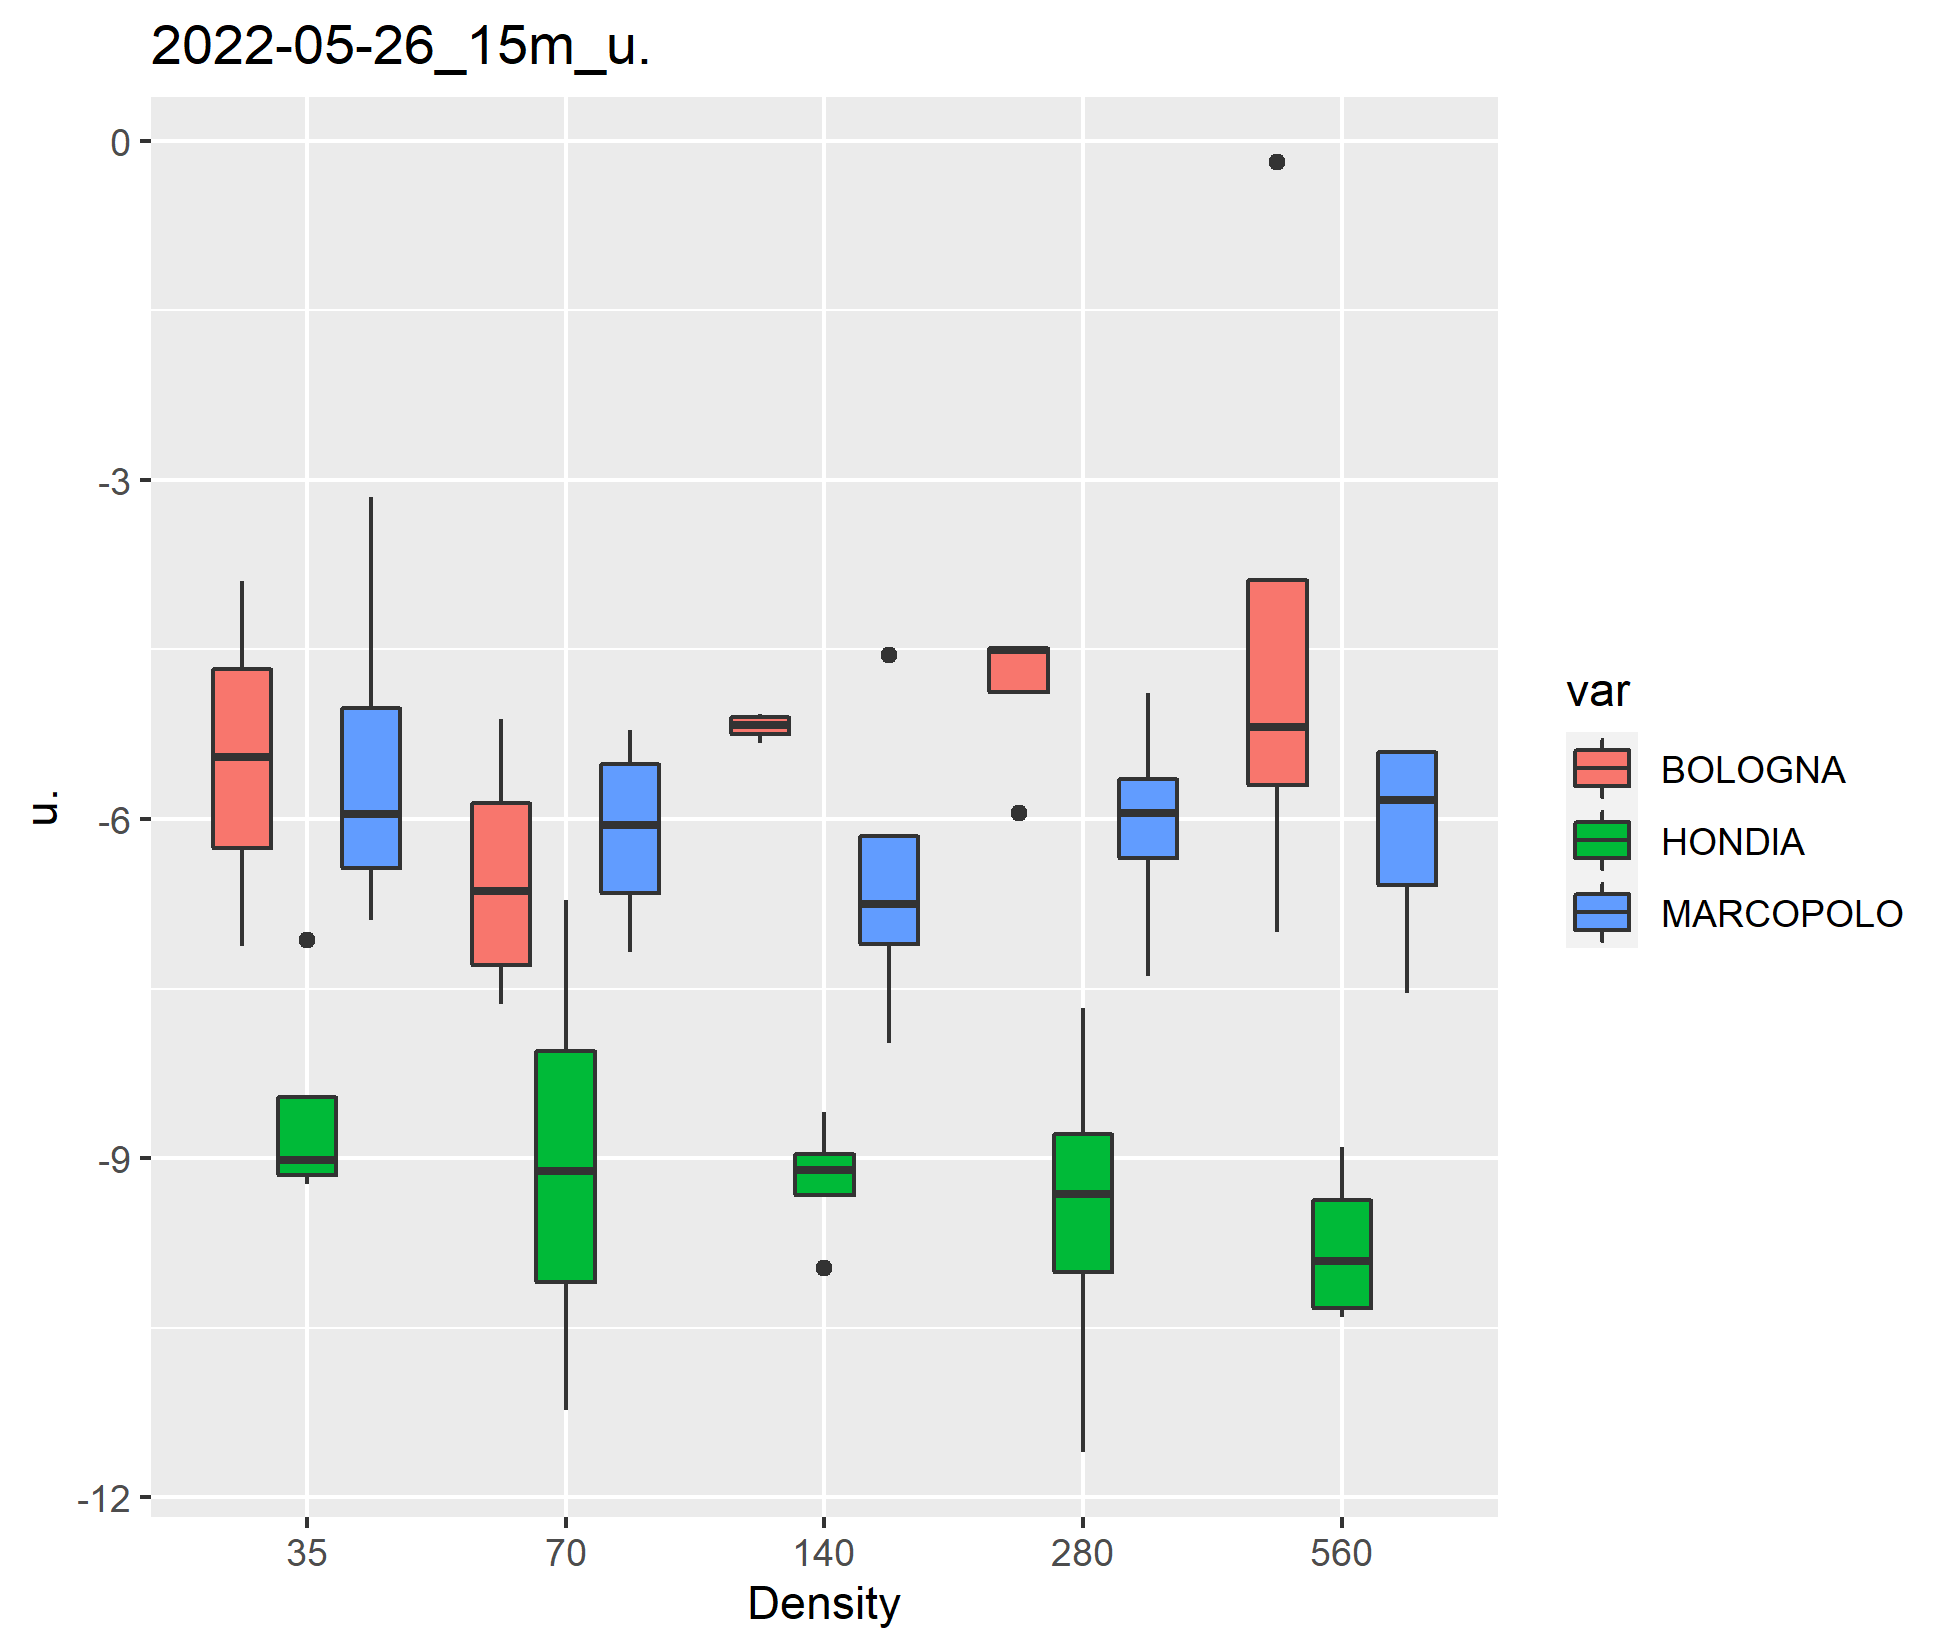 2022-05-26_15m_u.
0
-3
-6
-9
-12
u.
35 70 140 280 560
Density
var
BOLOGNA
HONDIA
MARCOPOLO